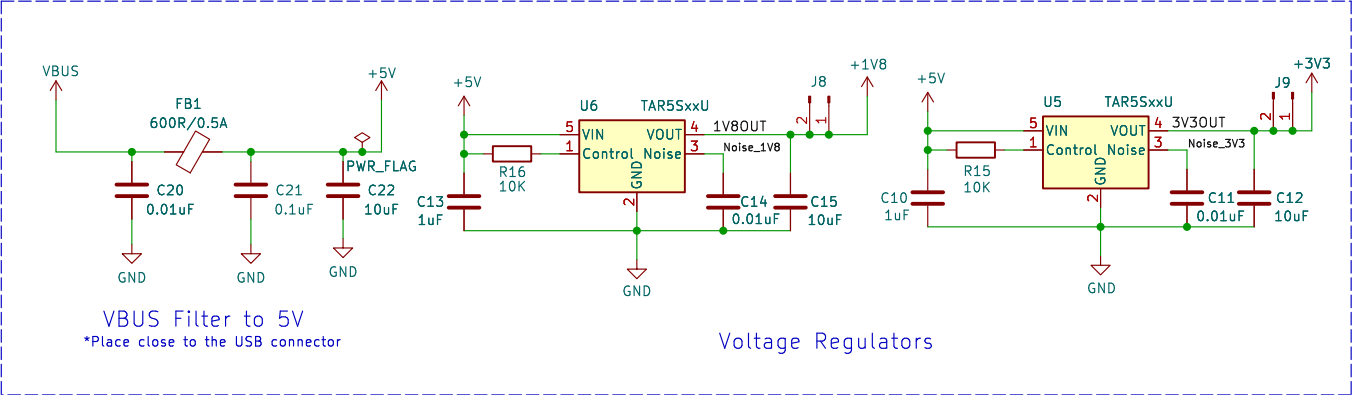 VBUS
+5V
FB1
600R/0.5A
PWR_FLAG
C20
0.01uF
C21
0.1uF
C22
10uF
GND
GND
GND
VBUS Filter to 5V
*Place close to the USB connector
+5V
U6
TAR5SxxU
J8
+1V8
2
1
1V8OUT
5
VIN
VOUT
4
1
Control
Noise
3
Noise_1V8
GND
2
R16
10K
C13
1uF
C14
0.01uF
C15
10uF
GND
+5V
U5
TAR5SxxU
J9
+3V3
2
1
3V3OUT
5
VIN
VOUT
4
1
Control
Noise
3
Noise_3V3
GND
2
R15
10K
C10
1uF
C11
0.01uF
C12
10uF
GND
Voltage Regulators